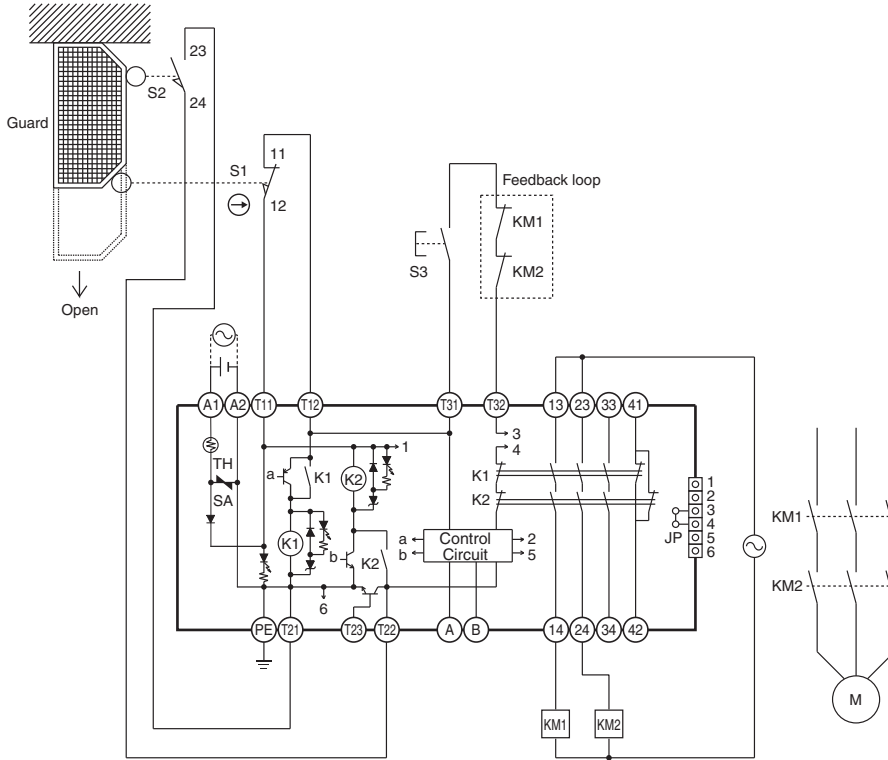 23
S2
24
Guard
11
S1
12
Feedback loop
KM1
S3
KM2
Open
A1
A2
T11
T12
T31
T32
13
23
33
41
1
3
4
TH
a
K1
K2
K1
1
2
SA
K2
3
KM1
4
K1
a
Control
Circuit
2
JP
5
b
K2
b
5
6
KM2
6
PE
T21
T23
T22
A
B
14
24
34
42
M
KM1
KM2